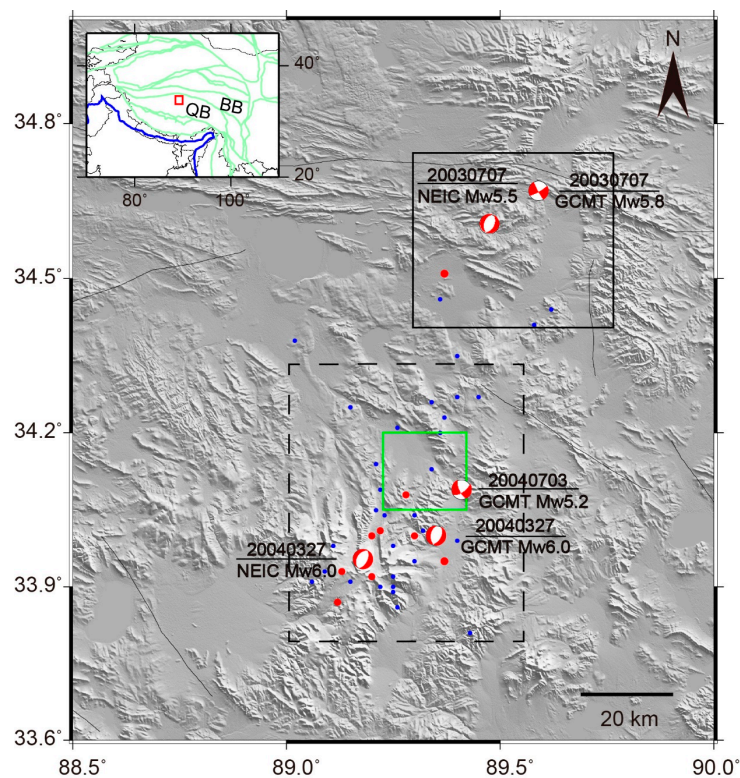 40°
QB BB
20°
80° 100°
N
34.8°
34.5°
34.2°
33.9°
33.6°
20030707
NEIC Mw5.5
20030707
GCMT Mw5.8
20040703
GCMT Mw5.2
20040327
GCMT Mw6.0
20040327
NEIC Mw6.0
20 km
88.5° 89.0° 89.5° 90.0°